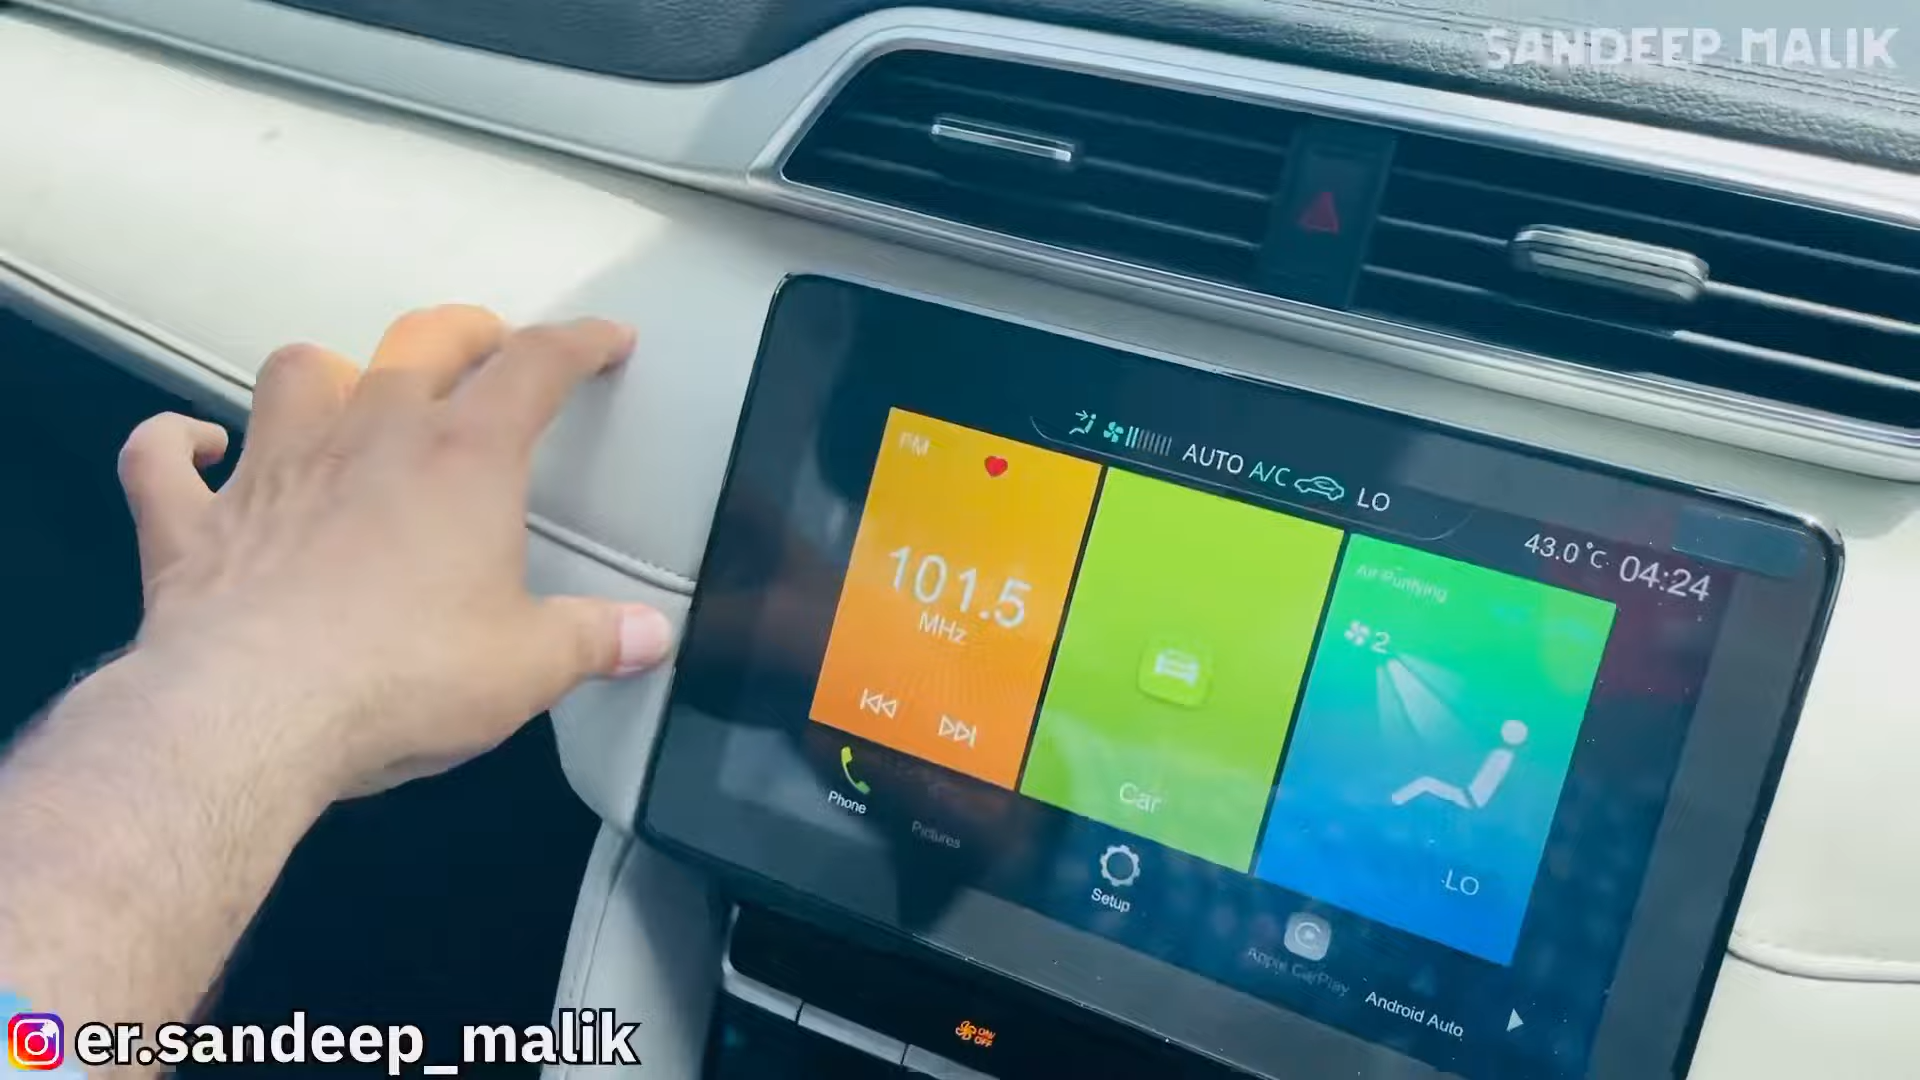 SANDEEP MALIK
AUTO A/C LO
43.0°C 04:24
FM
101.5
MHz
Car
Air Purifying
2
LO
Phone
Pictures
Setup
Apple CarPlay
Android Auto
ON
OFF
er.sandeep_malik